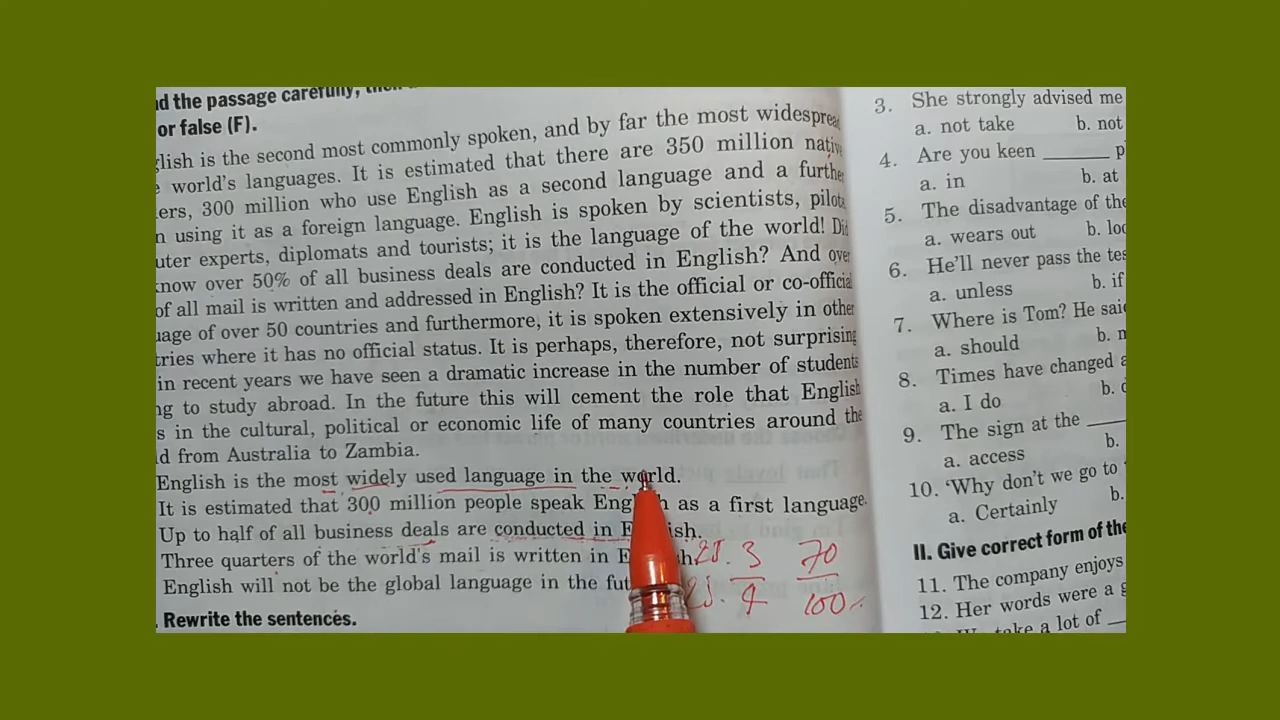 nd the passage carefully, then
or false (F).
glish is the second most commonly spoken, and by far the most widespread
e world's languages. It is estimated that there are 350 million native
ers, 300 million who use English as a second language and a further
n using it as a foreign language. English is spoken by scientists, pilots
uter experts, diplomats and tourists; it is the language of the world! Did
know over 50% of all business deals are conducted in English? And over
of all mail is written and addressed in English? It is the official or co-official
uage of over 50 countries and furthermore, it is spoken extensively in other
tries where it has no official status. It is perhaps, therefore, not surprising
in recent years we have seen a dramatic increase in the number of students
ng to study abroad. In the future this will cement the role that English
s in the cultural, political or economic life of many countries around the
d from Australia to Zambia.
English is the most widely used language in the world.
It is estimated that 300 million people speak English as a first language.
Up to half of all business deals are conducted in English.
Three quarters of the world's mail is written in E h.
English will not be the global language in the fut
3 70
4 100%
. Rewrite the sentences.
3. She strongly advised me
a. not take b. not
4. Are you keen ______ p
a. in b. at
5. The disadvantage of the
a. wears out b. loo
6. He'll never pass the tes
a. unless b. if
7. Where is Tom? He said
a. should b. m
8. Times have changed a
a. I do b. d
9. The sign at the ____
a. access b.
10. 'Why don't we go to
a. Certainly b.
II. Give correct form of the
11. The company enjoys
12. Her words were a g
take a lot of __